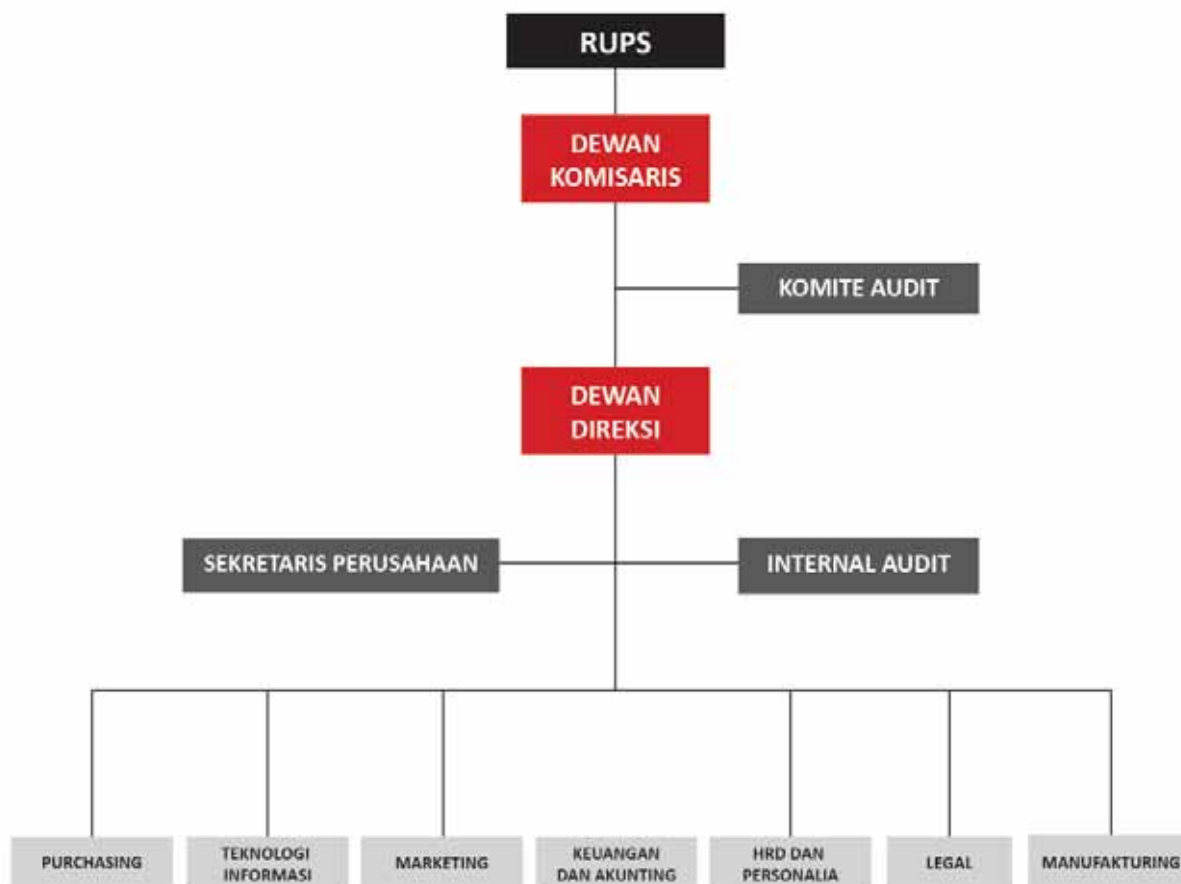 RUPS
DEWAN
KOMISARIS
KOMITE AUDIT
DEWAN
DIREKSI
SEKRETARIS PERUSAHAAN
INTERNAL AUDIT
PURCHASING
TEKNOLOGI
INFORMASI
MARKETING
KEUANGAN
DAN AKUNTING
HRD DAN
PERSONALIA
LEGAL
MANUFAKTURING